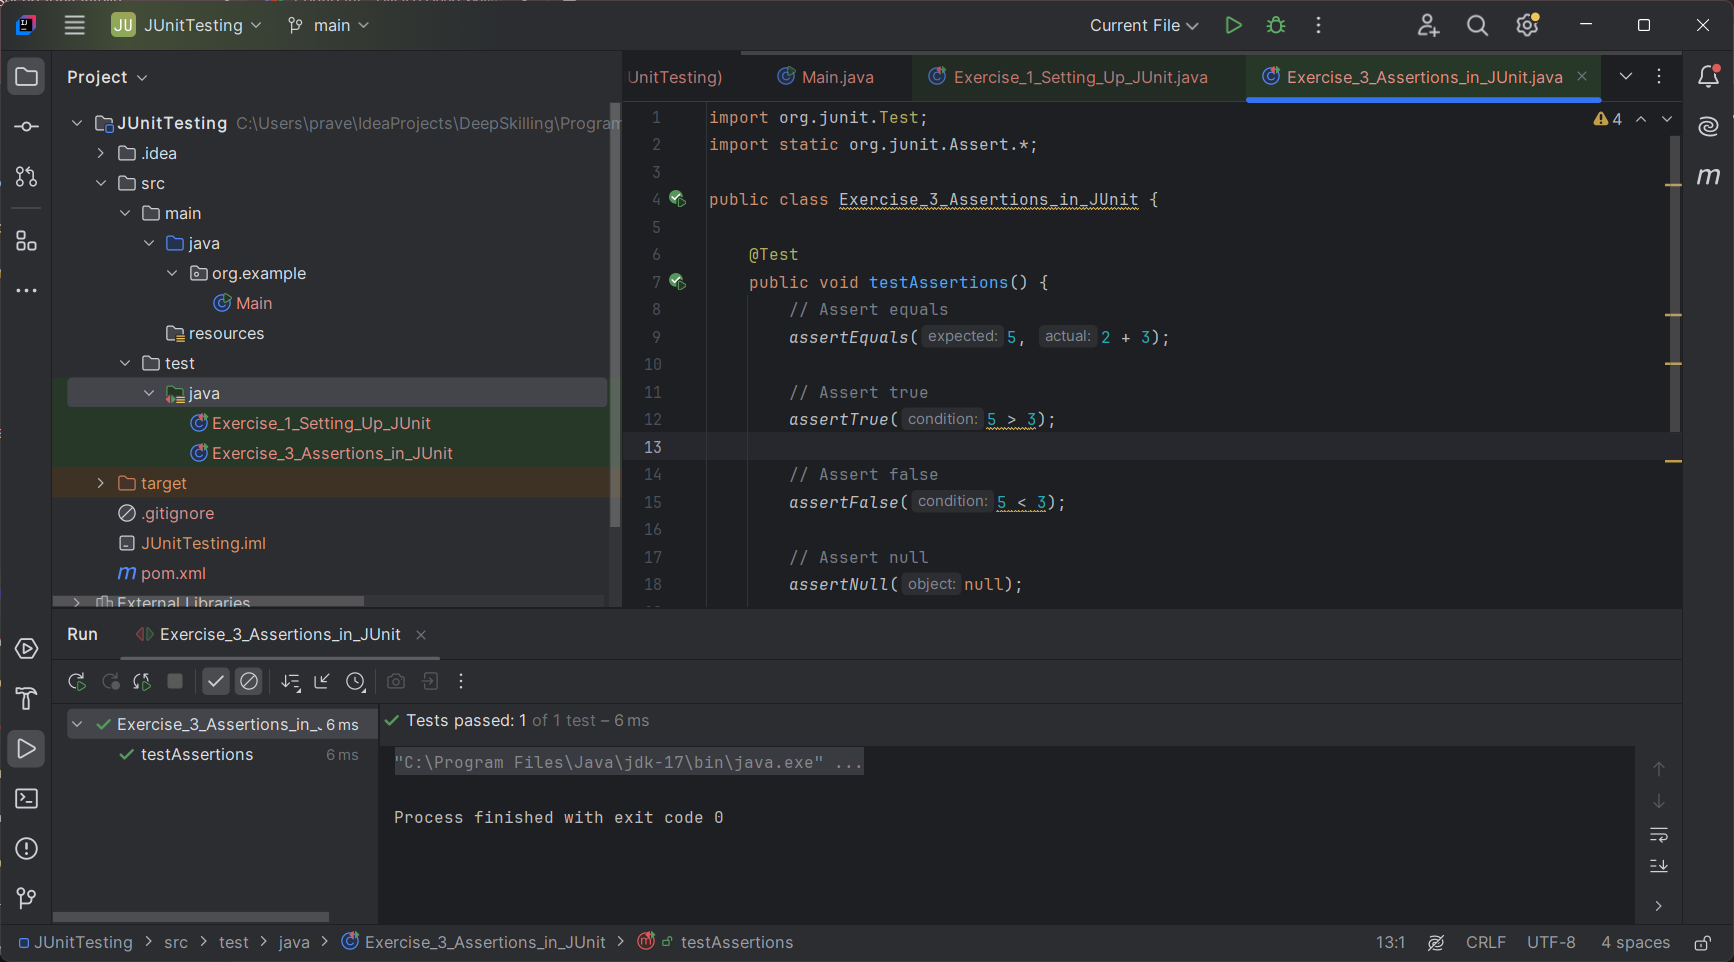 JU JUnitTesting main Current File
Project
JUnitTesting C:\Users\prave\IdeaProjects\DeepSkilling\Program
.idea
src
main
java
org.example
Main
resources
test
java
Exercise_1_Setting_Up_JUnit
Exercise_3_Assertions_in_JUnit
target
.gitignore
JUnitTesting.iml
m pom.xml
External Libraries
UnitTesting) Main.java Exercise_1_Setting_Up_JUnit.java Exercise_3_Assertions_in_JUnit.java
4
1 import org.junit.Test;
2 import static org.junit.Assert.*;
3
4 public class Exercise_3_Assertions_in_JUnit {
5
6 @Test
7 public void testAssertions() {
8 // Assert equals
9 assertEquals( expected: 5, actual: 2 + 3);
10
11 // Assert true
12 assertTrue( condition: 5 > 3);
13
14 // Assert false
15 assertFalse( condition: 5 < 3);
16
17 // Assert null
18 assertNull( object: null);
m
Run Exercise_3_Assertions_in_JUnit
Exercise_3_Assertions_in_ 6 ms
testAssertions 6 ms
Tests passed: 1 of 1 test – 6 ms
"C:\Program Files\Java\jdk-17\bin\java.exe" ...
Process finished with exit code 0
JUnitTesting > src > test > java > Exercise_3_Assertions_in_JUnit > m testAssertions 13:1 CRLF UTF-8 4 spaces